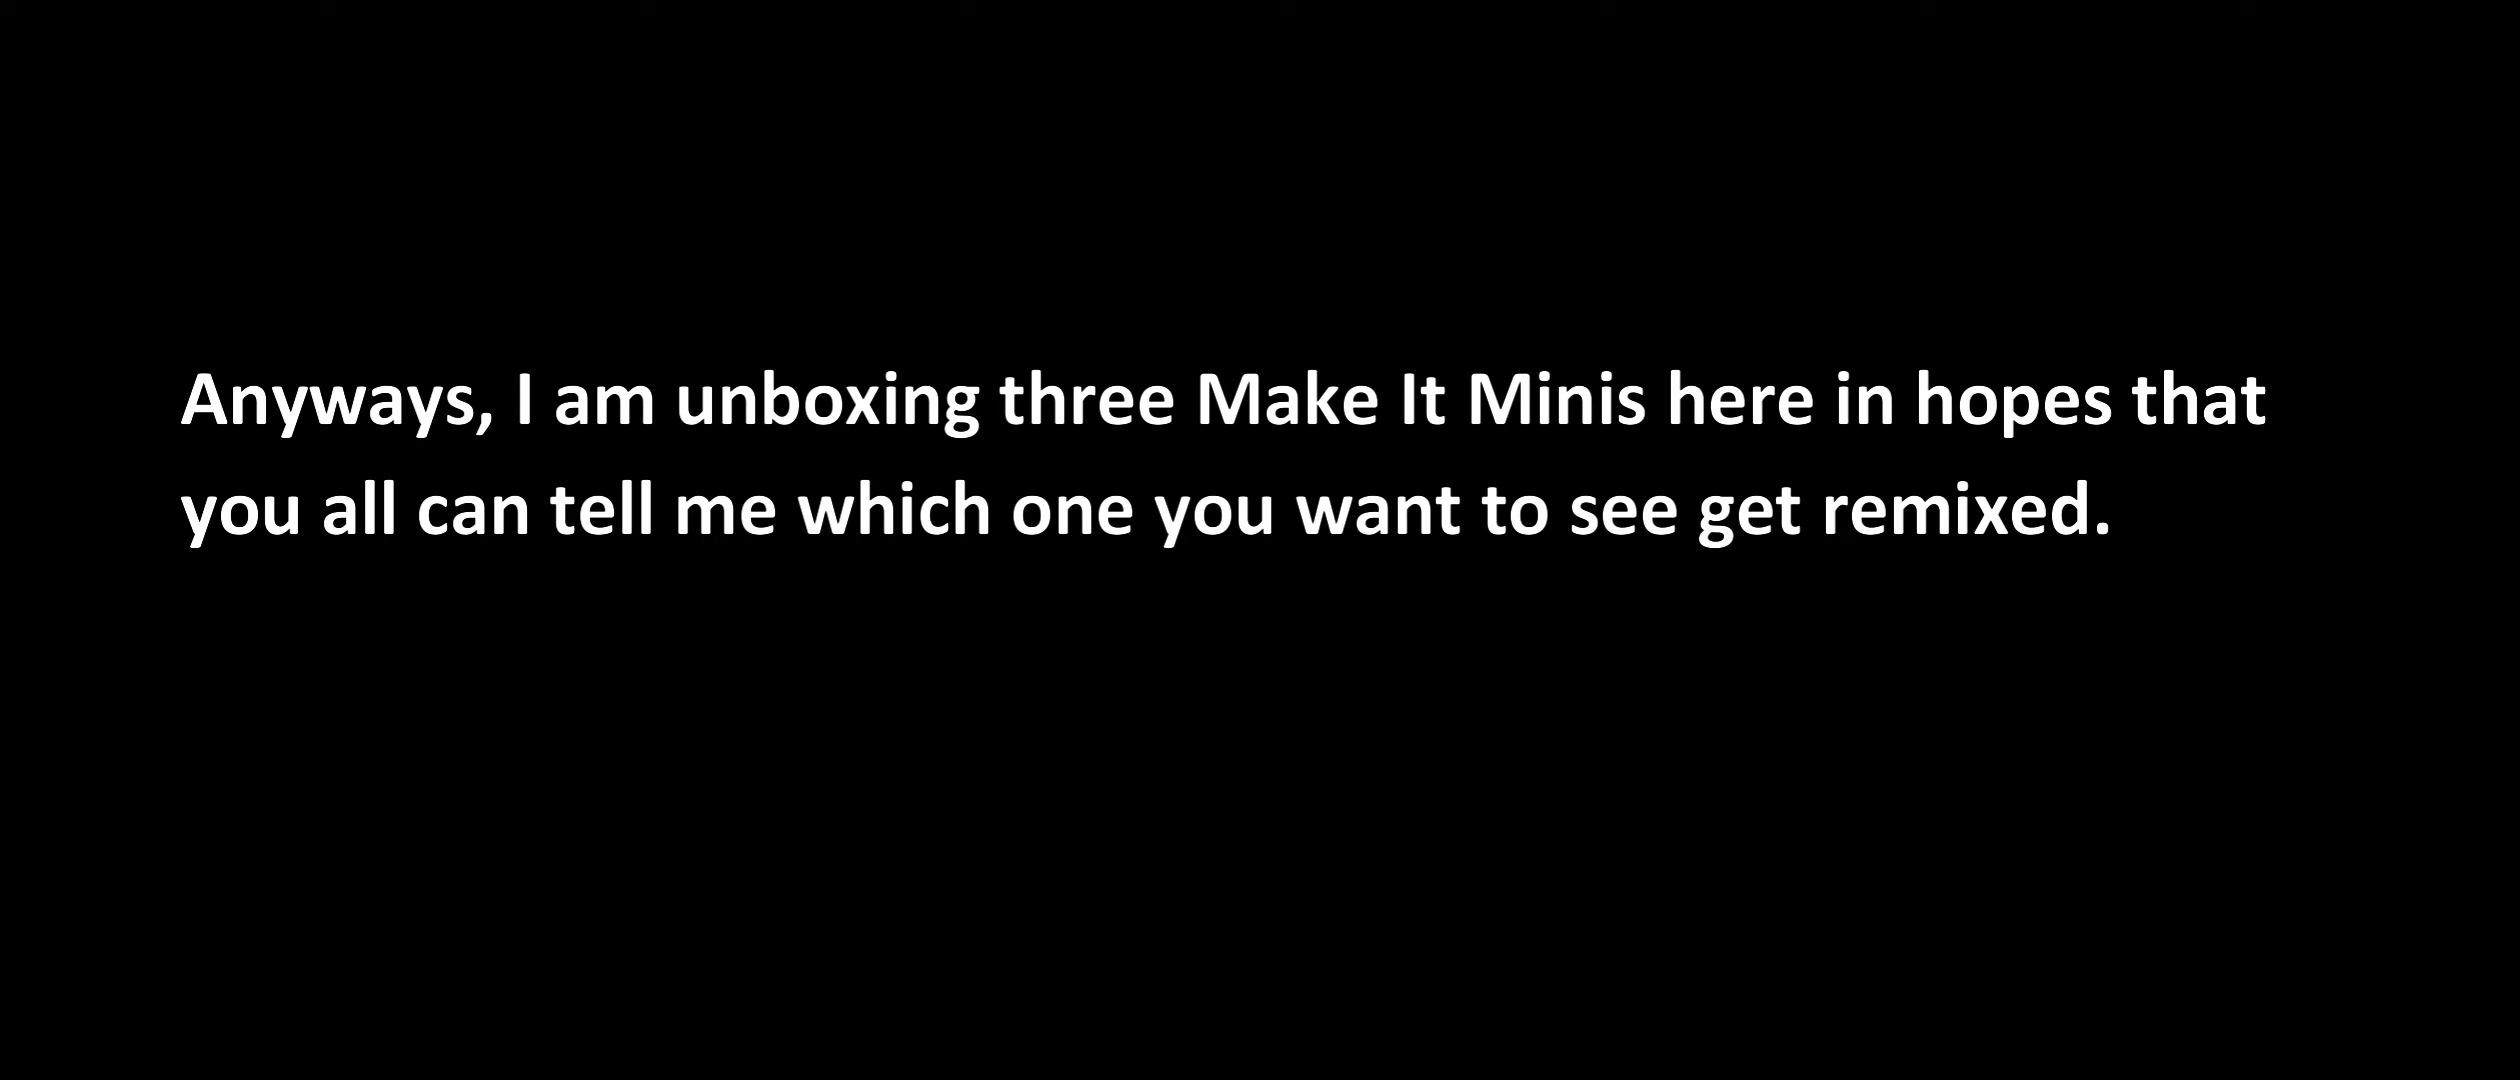 Anyways, I am unboxing three Make It Minis here in hopes that
you all can tell me which one you want to see get remixed.